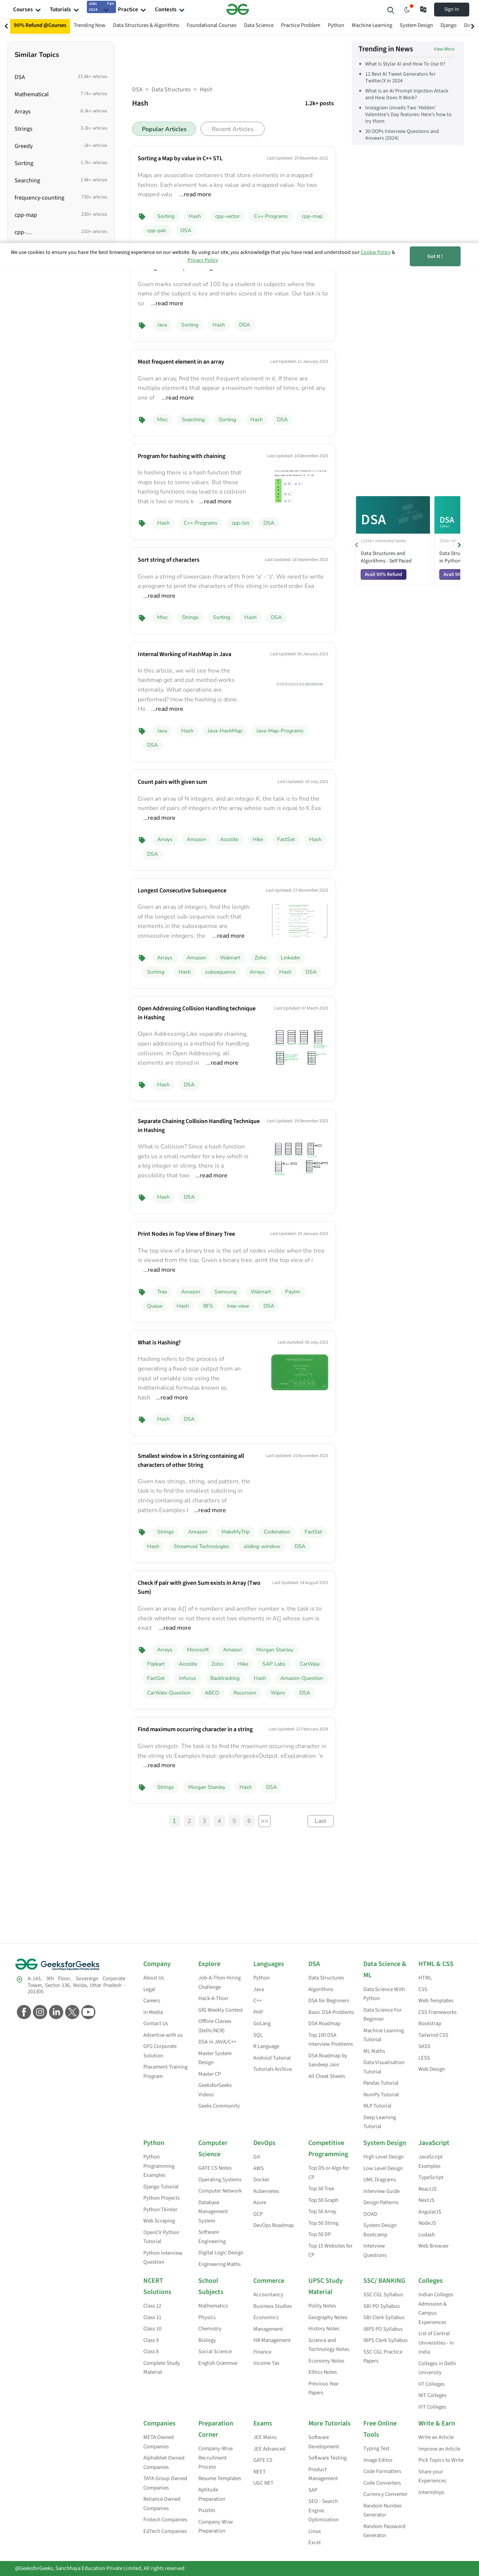 Courses
Tutorials
Jobs Fair 2024
Practice
Contests
Sign In
90% Refund @Courses
Trending Now
Data Structures & Algorithms
Foundational Courses
Data Science
Practice Problem
Python
Machine Learning
System Design
Django
Similar Topics
DSA 21.6k+ articles
Mathematical 7.7k+ articles
Arrays 6.3k+ articles
Strings 3.2k+ articles
Greedy 2k+ articles
Sorting 1.7k+ articles
Searching 1.6k+ articles
frequency-counting 730+ articles
cpp-map 230+ articles
DSA > Data Structures > Hash
Hash
1.2k+ posts
Popular Articles
Recent Articles
Sorting a Map by value in C++ STL
Last Updated: 19 December 2022
Maps are associative containers that store elements in a mapped
fashion. Each element has a key value and a mapped value. No two
mapped valu ...read more
Sorting Hash cpp-vector C++ Programs cpp-map
cpp-pair DSA
We use cookies to ensure you have the best browsing experience on our website. By using our site, you acknowledge that you have read and understood our Cookie Policy &
Privacy Policy
Got It !
Given marks scored out of 100 by a student in subjects where the
name of the subject is key and marks scored is the value. Our task is to
so ...read more
Java Sorting Hash DSA
Most frequent element in an array
Last Updated: 11 January 2023
Given an array, find the most frequent element in it. If there are
multiple elements that appear a maximum number of times, print any
one of ...read more
Misc Searching Sorting Hash DSA
Program for hashing with chaining
Last Updated: 18 December 2023
In hashing there is a hash function that
maps keys to some values. But these
hashing functions may lead to a collision
that is two or more k ...read more
Hash C++ Programs cpp-list DSA
Sort string of characters
Last Updated: 16 September 2023
Given a string of lowercase characters from 'a' - 'z'. We need to write
a program to print the characters of this string in sorted order.Exa
...read more
Misc Strings Sorting Hash DSA
Internal Working of HashMap in Java
Last Updated: 05 January 2023
In this article, we will see how the
hashmap get and put method works
internally. What operations are
performed? How the hashing is done.
Ho ...read more
Java Hash Java-HashMap Java-Map-Programs
DSA
Count pairs with given sum
Last Updated: 19 July 2023
Given an array of N integers, and an integer K, the task is to find the
number of pairs of integers in the array whose sum is equal to K.Exa
...read more
Arrays Amazon Accolite Hike FactSet Hash
DSA
Longest Consecutive Subsequence
Last Updated: 27 November 2023
Given an array of integers, find the length
of the longest sub-sequence such that
elements in the subsequence are
consecutive integers, the ...read more
Arrays Amazon Walmart Zoho Linkedin
Sorting Hash subsequence Arrays Hash DSA
Open Addressing Collision Handling technique
in Hashing
Last Updated: 07 March 2023
Open Addressing:Like separate chaining,
open addressing is a method for handling
collisions. In Open Addressing, all
elements are stored in ...read more
Hash DSA
Separate Chaining Collision Handling Technique
in Hashing
Last Updated: 29 December 2023
What is Collision? Since a hash function
gets us a small number for a key which is
a big integer or string, there is a
possibility that two ...read more
Hash DSA
Print Nodes in Top View of Binary Tree
Last Updated: 19 January 2023
The top view of a binary tree is the set of nodes visible when the tree
is viewed from the top. Given a binary tree, print the top view of i
...read more
Tree Amazon Samsung Walmart Paytm
Queue Hash BFS tree-view DSA
What is Hashing?
Last Updated: 05 July 2023
Hashing refers to the process of
generating a fixed-size output from an
input of variable size using the
mathematical formulas known as
hash ...read more
Hash DSA
Smallest window in a String containing all
characters of other String
Last Updated: 15 November 2023
Given two strings, string, and pattern, the
task is to find the smallest substring in
string containing all characters of
pattern.Examples:I ...read more
Strings Amazon MakeMyTrip Codenation FactSet
Hash Streamoid Technologies sliding-window DSA
Check if pair with given Sum exists in Array (Two
Sum)
Last Updated: 14 August 2023
Given an array A[] of n numbers and another number x, the task is to
check whether or not there exist two elements in A[] whose sum is
exact ...read more
Arrays Microsoft Amazon Morgan Stanley
Flipkart Accolite Zoho Hike SAP Labs CarWale
FactSet Infosys Backtracking Hash Amazon-Question
CarWale-Question ABCO Recursion Wipro DSA
Find maximum occurring character in a string
Last Updated: 12 February 2024
Given stringstr. The task is to find the maximum occurring character in
the string str.Examples:Input: geeksforgeeksOutput: eExplanation: 'e
...read more
Strings Morgan Stanley Hash DSA
1 2 3 4 5 6 >> Last
Trending in News
View More
What Is Stylar AI and How To Use It?
12 Best AI Tweet Generators for
Twitter/X in 2024
What is an AI Prompt Injection Attack
and How Does It Work?
Instagram Unveils Two 'Hidden'
Valentine's Day Features: Here's how to
try them
30 OOPs Interview Questions and
Answers (2024)
DSA
Data Structures and
Algorithms - Self Paced
Avail 90% Refund
DSA
Python
in Python
GeeksforGeeks
A-143, 9th Floor, Sovereign Corporate
Tower, Sector-136, Noida, Uttar Pradesh -
201305
Company
About Us
Legal
Careers
In Media
Contact Us
Advertise with us
GFG Corporate
Solution
Placement Training
Program
Explore
Job-A-Thon Hiring
Challenge
Hack-A-Thon
GfG Weekly Contest
Offline Classes
(Delhi/NCR)
DSA in JAVA/C++
Master System
Design
Master CP
GeeksforGeeks
Videos
Geeks Community
Languages
Python
Java
C++
PHP
GoLang
SQL
R Language
Android Tutorial
Tutorials Archive
DSA
Data Structures
Algorithms
DSA for Beginners
Basic DSA Problems
DSA Roadmap
Top 100 DSA
Interview Problems
DSA Roadmap by
Sandeep Jain
All Cheat Sheets
Data Science &
ML
Data Science With
Python
Data Science For
Beginner
Machine Learning
Tutorial
ML Maths
Data Visualisation
Tutorial
Pandas Tutorial
NumPy Tutorial
NLP Tutorial
Deep Learning
Tutorial
HTML & CSS
HTML
CSS
Web Templates
CSS Frameworks
Bootstrap
Tailwind CSS
SASS
LESS
Web Design
Python
Python
Programming
Examples
Django Tutorial
Python Projects
Python Tkinter
Web Scraping
OpenCV Python
Tutorial
Python Interview
Question
Computer
Science
GATE CS Notes
Operating Systems
Computer Network
Database
Management
System
Software
Engineering
Digital Logic Design
Engineering Maths
DevOps
Git
AWS
Docker
Kubernetes
Azure
GCP
DevOps Roadmap
Competitive
Programming
Top DS or Algo for
CP
Top 50 Tree
Top 50 Graph
Top 50 Array
Top 50 String
Top 50 DP
Top 15 Websites for
CP
System Design
High Level Design
Low Level Design
UML Diagrams
Interview Guide
Design Patterns
OOAD
System Design
Bootcamp
Interview
Questions
JavaScript
JavaScript
Examples
TypeScript
ReactJS
NextJS
AngularJS
NodeJS
Lodash
Web Browser
NCERT
Solutions
Class 12
Class 11
Class 10
Class 9
Class 8
Complete Study
Material
School
Subjects
Mathematics
Physics
Chemistry
Biology
Social Science
English Grammar
Commerce
Accountancy
Business Studies
Economics
Management
HR Management
Finance
Income Tax
UPSC Study
Material
Polity Notes
Geography Notes
History Notes
Science and
Technology Notes
Economy Notes
Ethics Notes
Previous Year
Papers
SSC/ BANKING
SSC CGL Syllabus
SBI PO Syllabus
SBI Clerk Syllabus
IBPS PO Syllabus
IBPS Clerk Syllabus
SSC CGL Practice
Papers
Colleges
Indian Colleges
Admission &
Campus
Experiences
List of Central
Universities - In
India
Colleges in Delhi
University
IIT Colleges
NIT Colleges
IIIT Colleges
Companies
META Owned
Companies
Alphabhet Owned
Companies
TATA Group Owned
Companies
Reliance Owned
Companies
Fintech Companies
EdTech Companies
Preparation
Corner
Company-Wise
Recruitment
Process
Resume Templates
Aptitude
Preparation
Puzzles
Company-Wise
Preparation
Exams
JEE Mains
JEE Advanced
GATE CS
NEET
UGC NET
More Tutorials
Software
Development
Software Testing
Product
Management
SAP
SEO - Search
Engine
Optimization
Linux
Excel
Free Online
Tools
Typing Test
Image Editor
Code Formatters
Code Converters
Currency Converter
Random Number
Generator
Random Password
Generator
Write & Earn
Write an Article
Improve an Article
Pick Topics to Write
Share your
Experiences
Internships
@GeeksforGeeks, Sanchhaya Education Private Limited, All rights reserved